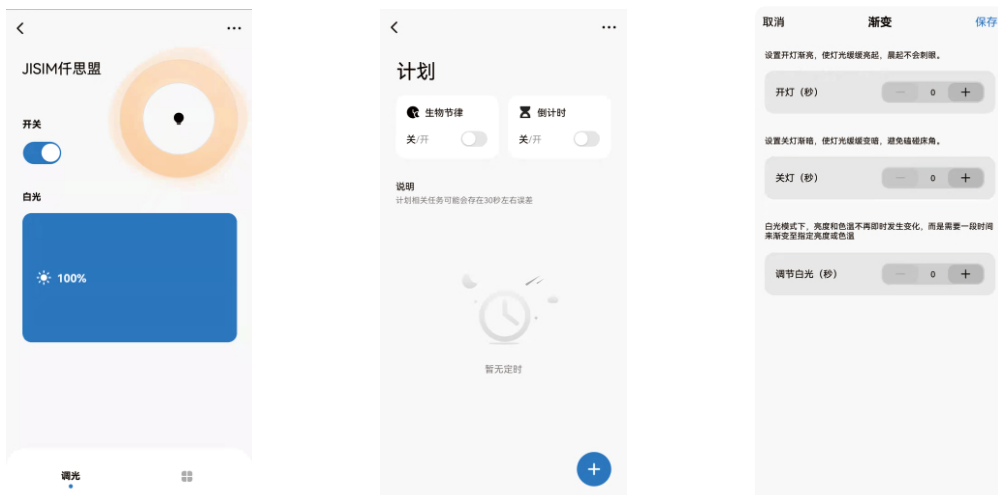 JISIM仟思盟
开关
白光
100%
调光
计划
生物节律
倒计时
关/开
关/开
说明
计划相关任务可能会存在30秒左右误差
暂无定时
取消
渐变
保存
设置开灯渐亮，使灯光缓缓亮起，晨起不会刺眼。
开灯（秒）
0
设置关灯渐暗，使灯光缓缓变暗，避免磕碰床角。
关灯（秒）
0
白光模式下，亮度和色温不再即时发生变化，而是需要一段时间
来渐变至指定亮度或色温
调节白光（秒）
0